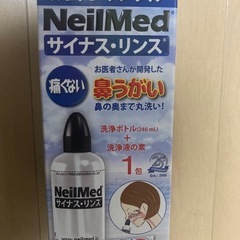 NeilMed
サイナス・リンス
お医者さんが開発した
痛くない
鼻うがい
鼻の奥まで丸洗い!
洗浄ボトル(240 mL)
+
洗浄液の素
1包
NeilMed
サイナス・リンス